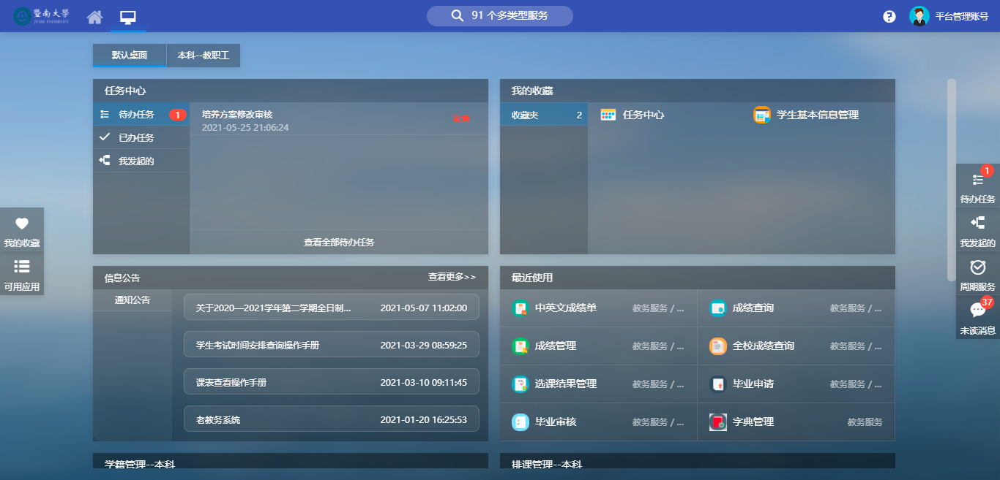 暨南大學
JINAN UNIVERSITY
91 个多类型服务
平台管理账号
默认桌面
本科--教职工
任务中心
待办任务
1
已办任务
我发起的
培养方案修改审核
2021-05-25 21:06:24
查看全部待办任务
我的收藏
收藏夹
2
任务中心
学生基本信息管理
信息公告
查看更多>>
通知公告
关于2020—2021学年第二学期全日制...
2021-05-07 11:02:00
学生考试时间安排查询操作手册
2021-03-29 08:59:25
课表查看操作手册
2021-03-10 09:11:45
老教务系统
2021-01-20 16:25:53
最近使用
中英文成绩单
教务服务 / ...
成绩查询
教务服务 / ...
成绩管理
教务服务 / ...
全校成绩查询
教务服务 / ...
选课结果管理
教务服务 / ...
毕业申请
教务服务 / ...
毕业审核
教务服务 / ...
字典管理
教务服务
学籍管理--本科
排课管理--本科
我的收藏
可用应用
1
待办任务
我发起的
周期服务
37
未读消息